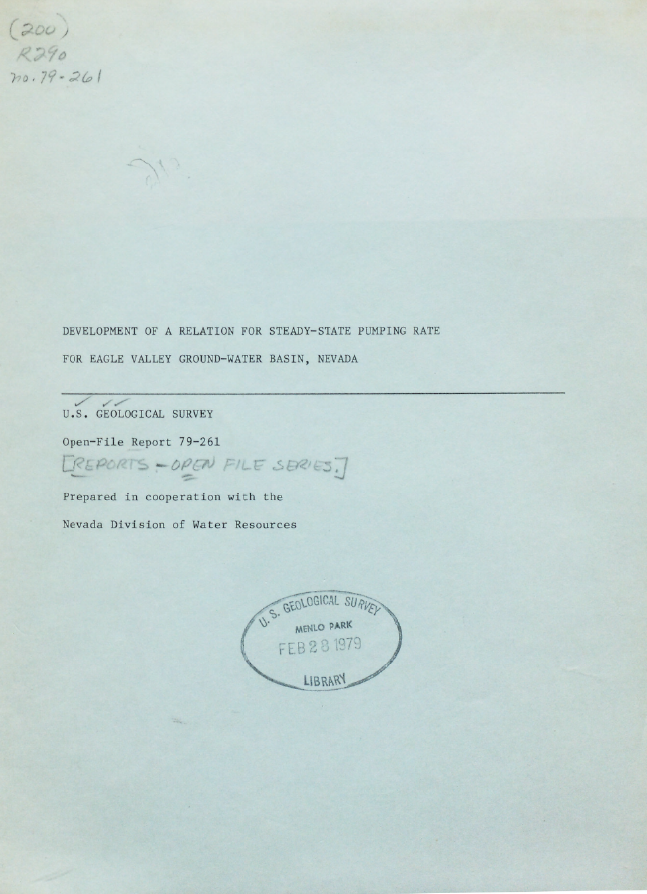 (200)
R290
no. 79-261
DEVELOPMENT OF A RELATION FOR STEADY-STATE PUMPING RATE
FOR EAGLE VALLEY GROUND-WATER BASIN, NEVADA
U.S. GEOLOGICAL SURVEY
Open-File Report 79-261
[REPORTS - OPEN FILE SERIES.]
Prepared in cooperation with the
Nevada Division of Water Resources
U. S. GEOLOGICAL SURVEY
MENLO PARK
FEB 28 1979
LIBRARY